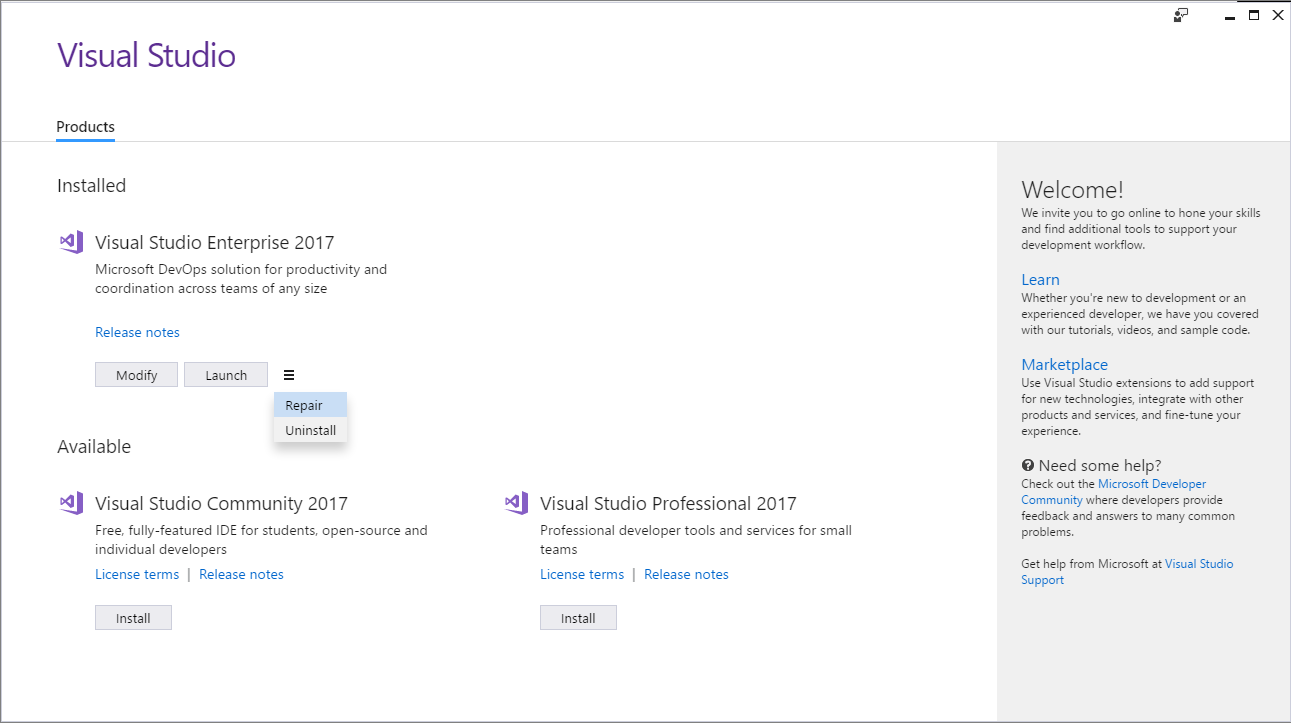 Visual Studio
Products
Installed
Visual Studio Enterprise 2017
Microsoft DevOps solution for productivity and
coordination across teams of any size
Release notes
Modify
Launch
Repair
Uninstall
Available
Visual Studio Community 2017
Free, fully-featured IDE for students, open-source and
individual developers
License terms | Release notes
Install
Visual Studio Professional 2017
Professional developer tools and services for small
teams
License terms | Release notes
Install
Welcome!
We invite you to go online to hone your skills
and find additional tools to support your
development workflow.
Learn
Whether you're new to development or an
experienced developer, we have you covered
with our tutorials, videos, and sample code.
Marketplace
Use Visual Studio extensions to add support
for new technologies, integrate with other
products and services, and fine-tune your
experience.
Need some help?
Check out the Microsoft Developer
Community where developers provide
feedback and answers to many common
problems.
Get help from Microsoft at Visual Studio
Support